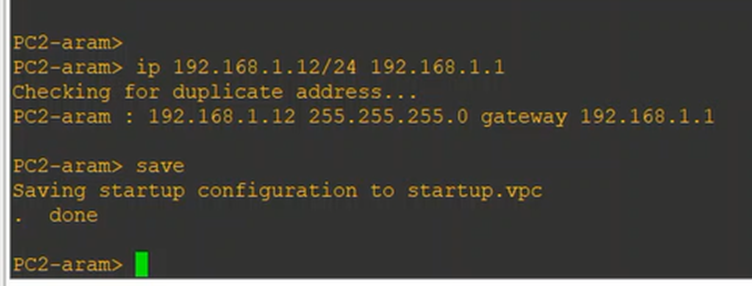 PC2-aram>
PC2-aram> ip 192.168.1.12/24 192.168.1.1
Checking for duplicate address...
PC2-aram : 192.168.1.12 255.255.255.0 gateway 192.168.1.1
PC2-aram> save
Saving startup configuration to startup.vpc
.  done
PC2-aram>